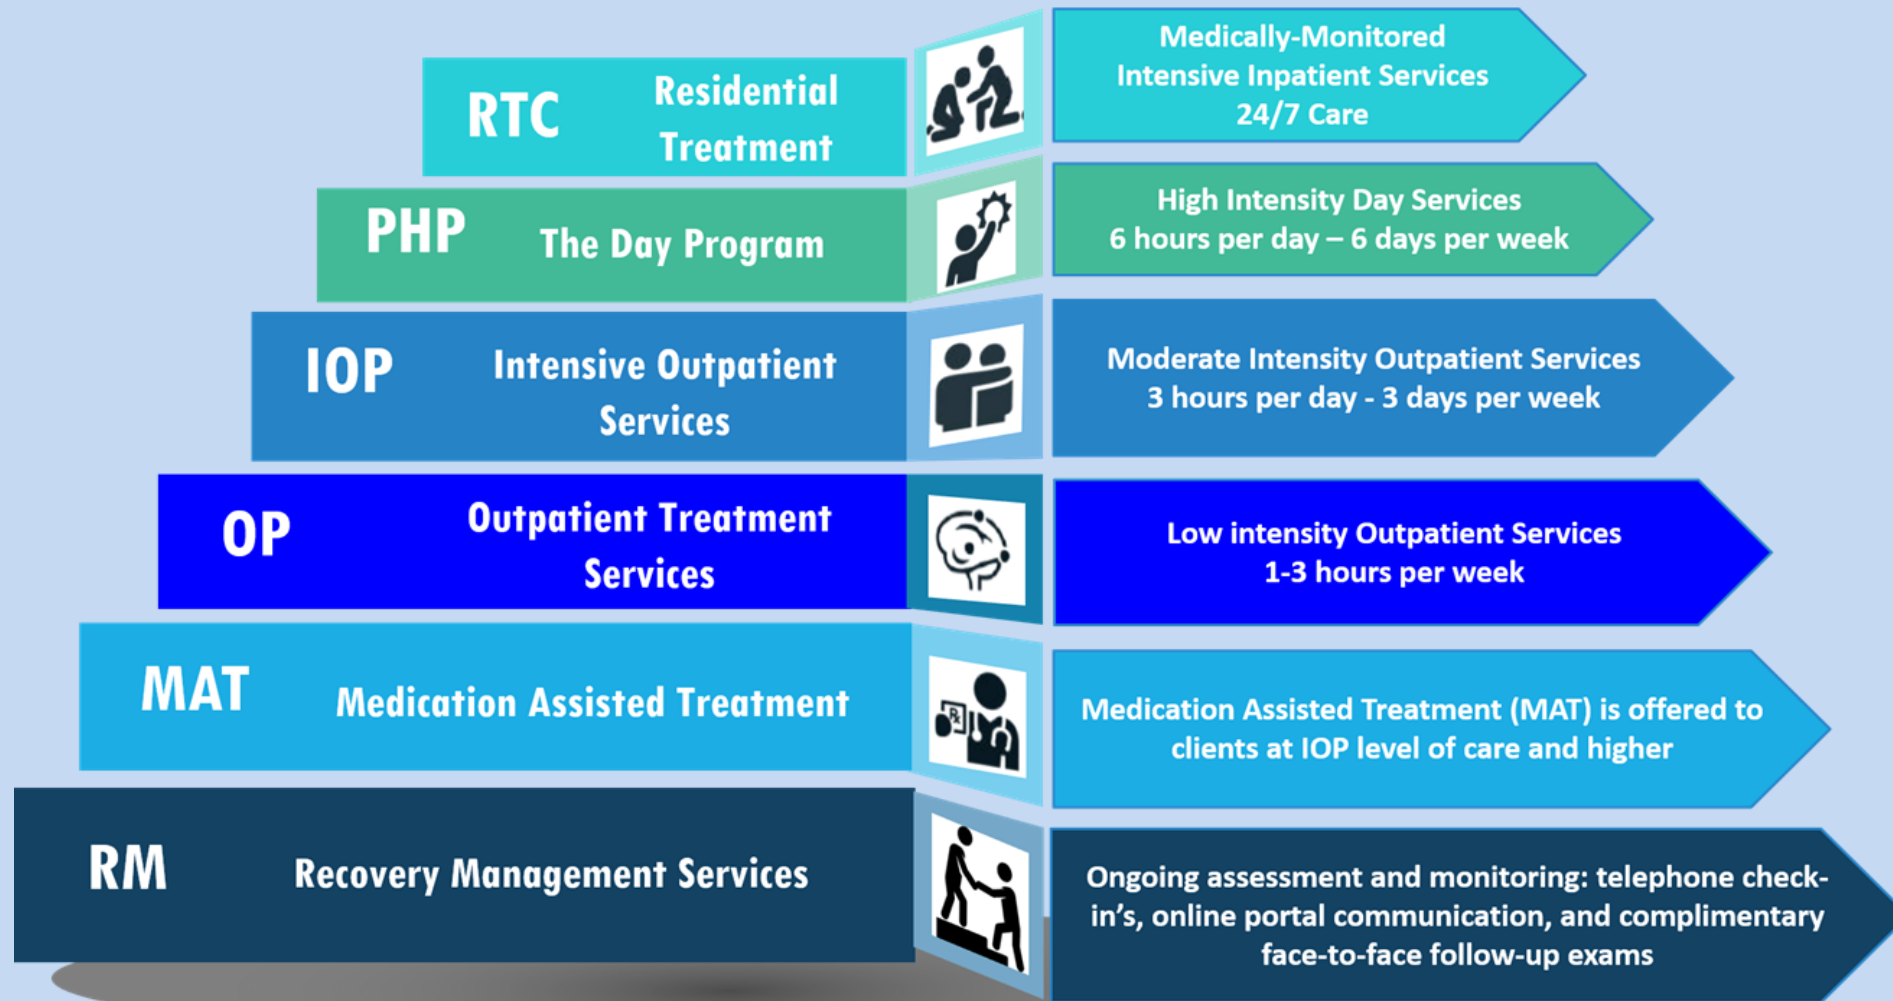 RTC
Residential
Treatment
Medically-Monitored
Intensive Inpatient Services
24/7 Care
PHP
The Day Program
High Intensity Day Services
6 hours per day – 6 days per week
IOP
Intensive Outpatient
Services
Moderate Intensity Outpatient Services
3 hours per day - 3 days per week
OP
Outpatient Treatment
Services
Low intensity Outpatient Services
1-3 hours per week
MAT
Medication Assisted Treatment
Rx
Medication Assisted Treatment (MAT) is offered to
clients at IOP level of care and higher
RM
Recovery Management Services
Ongoing assessment and monitoring: telephone check-
in’s, online portal communication, and complimentary
face-to-face follow-up exams